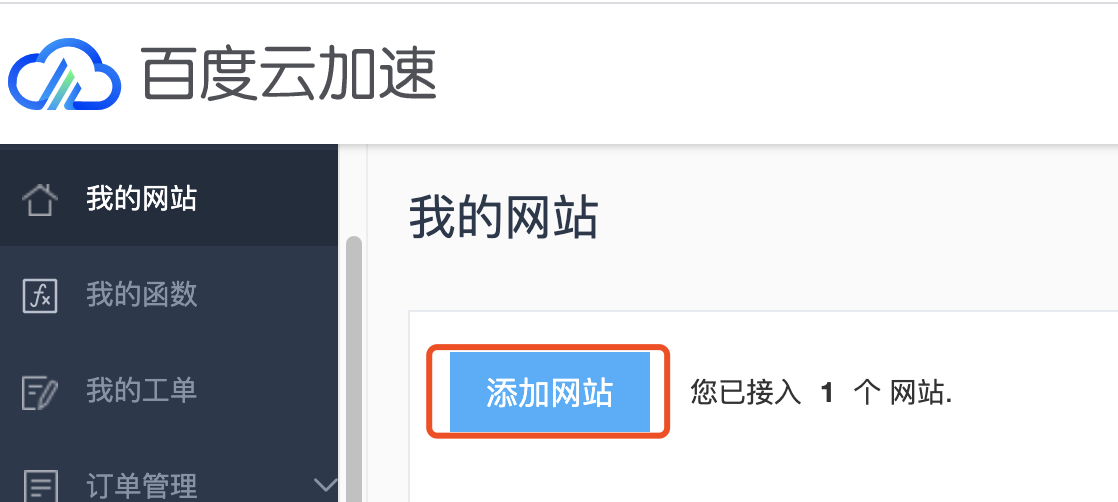 百度云加速
我的网站
我的函数
我的工单
订单管理
我的网站
添加网站 您已接入 1 个 网站.